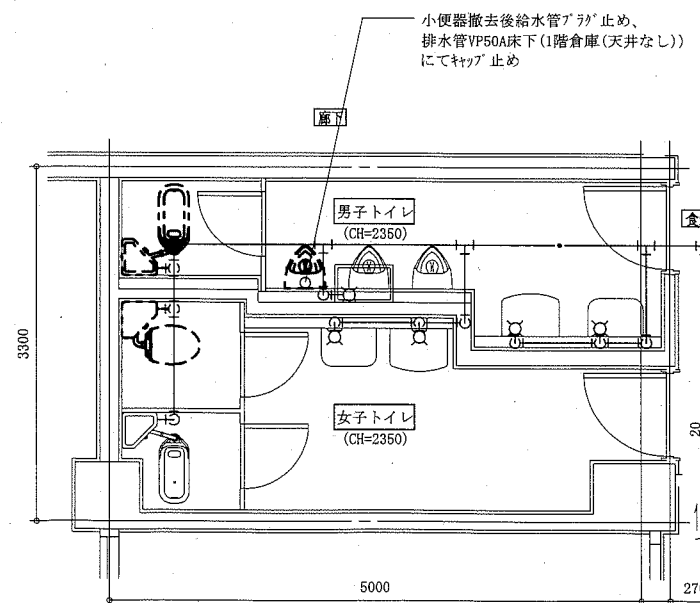 小便器撤去後給水管ﾌﾟﾗｸﾞ止め、
排水管VP50A床下(1階倉庫(天井なし))
にてｷｬｯﾌﾟ止め
廊下
男子トイレ
(CH=2350)
食
3300
女子トイレ
(CH=2350)
20
5000
270